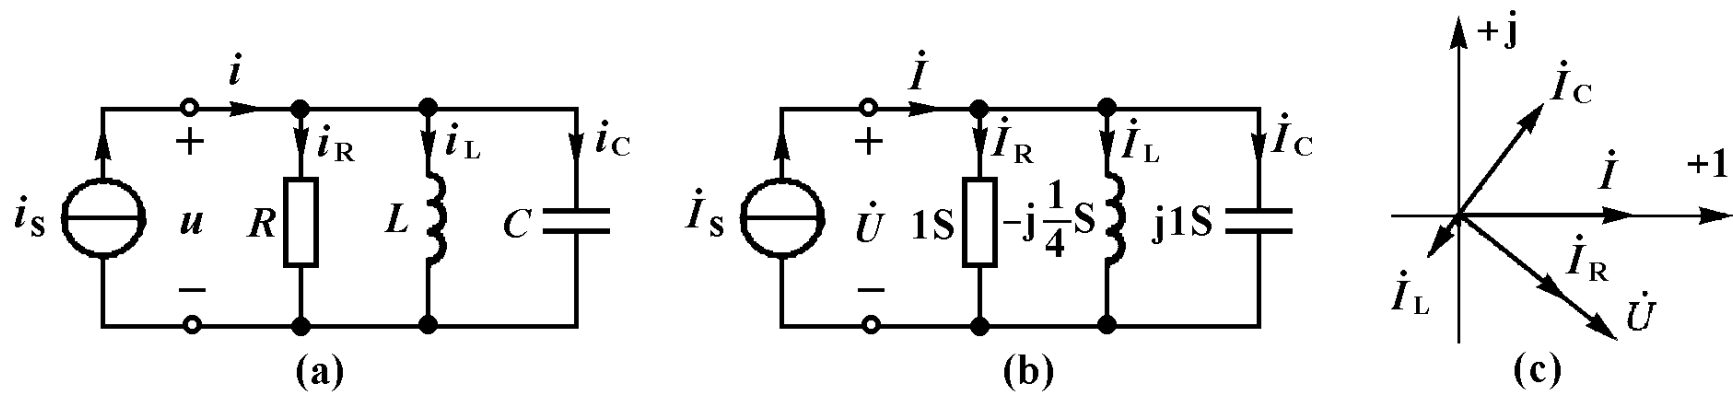 i
+
i_R
i_L
i_C
i_S
u
R
L
C
−
(a)
İ
+
İ_R
İ_L
İ_C
İ_S
U̇
1S
−j 1/4 S
j1S
−
(b)
+j
İ_C
İ
+1
İ_R
İ_L
U̇
(c)